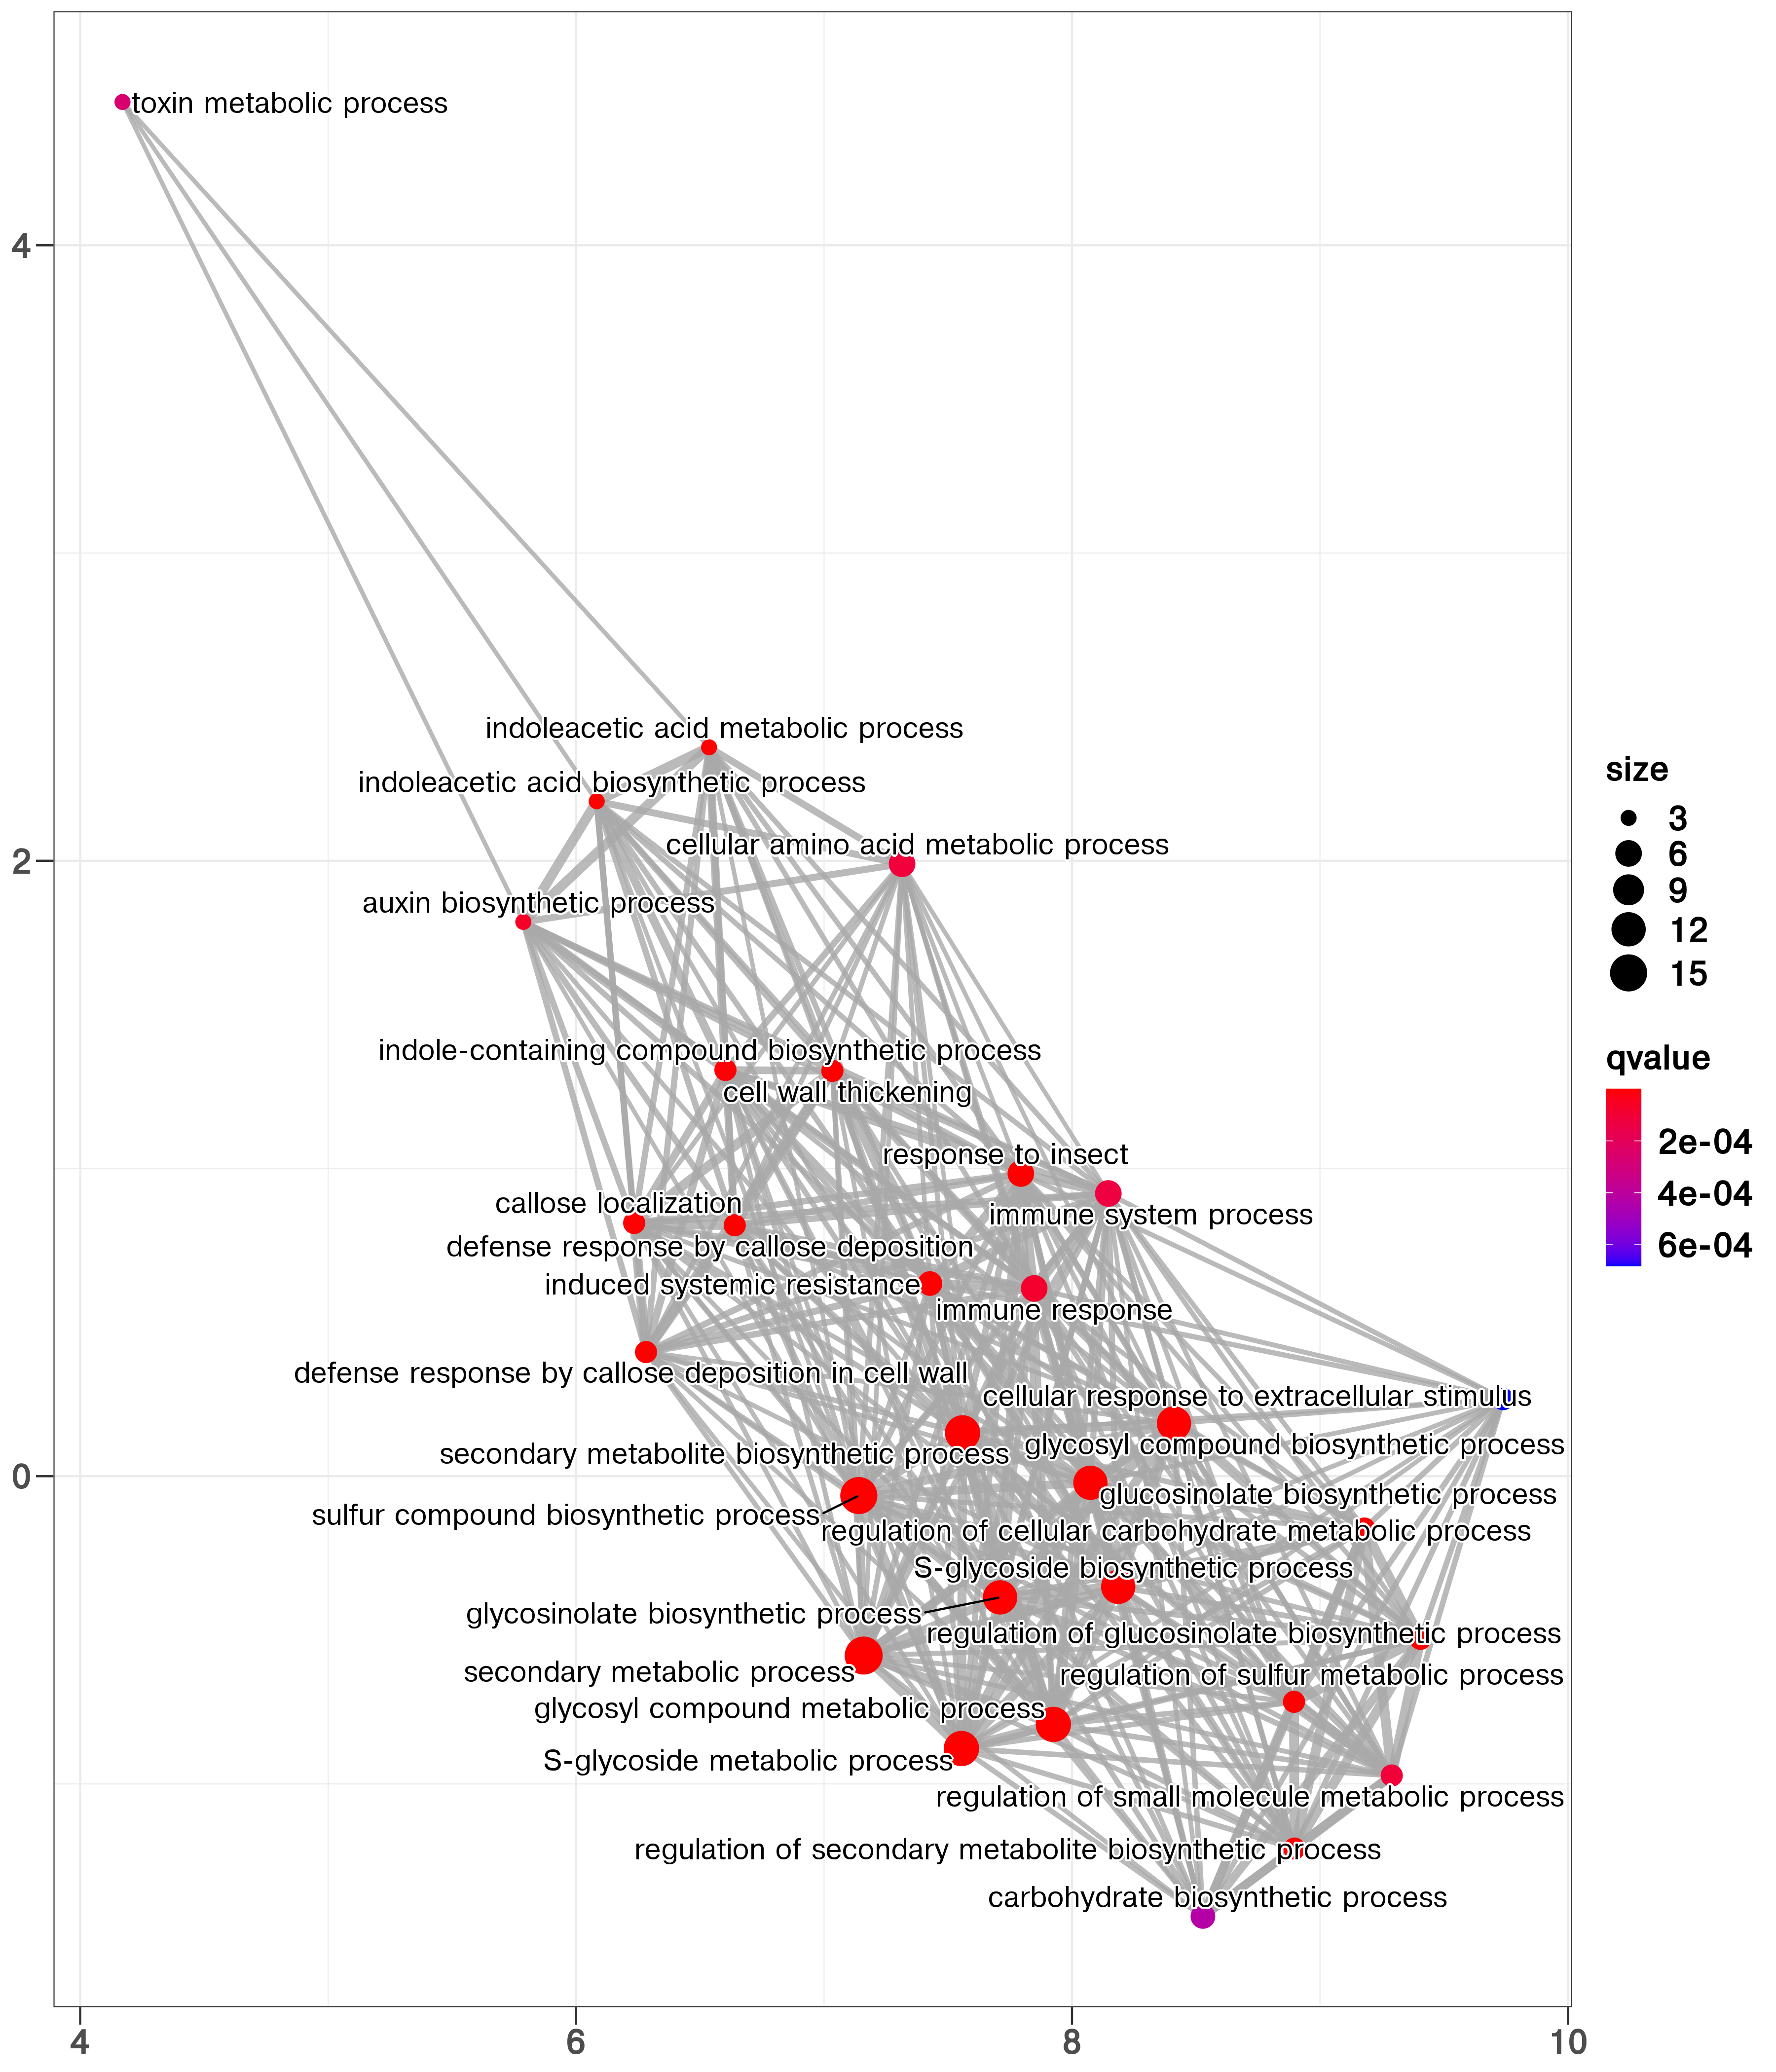 toxin metabolic process
4
indoleacetic acid metabolic process
indoleacetic acid biosynthetic process
cellular amino acid metabolic process
2
auxin biosynthetic process
indole-containing compound biosynthetic process
cell wall thickening
response to insect
callose localization
immune system process
defense response by callose deposition
induced systemic resistance
immune response
defense response by callose deposition in cell wall
cellular response to extracellular stimulus
glycosyl compound biosynthetic process
secondary metabolite biosynthetic process
0
glucosinolate biosynthetic process
sulfur compound biosynthetic process
regulation of cellular carbohydrate metabolic process
S-glycoside biosynthetic process
glycosinolate biosynthetic process
regulation of glucosinolate biosynthetic process
secondary metabolic process
regulation of sulfur metabolic process
glycosyl compound metabolic process
S-glycoside metabolic process
regulation of small molecule metabolic process
regulation of secondary metabolite biosynthetic process
carbohydrate biosynthetic process
4 6 8 10
size
3
6
9
12
15
qvalue
2e-04
4e-04
6e-04